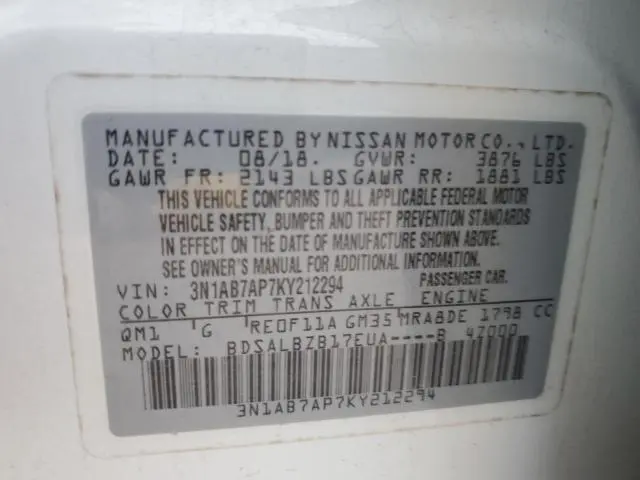 MANUFACTURED BY NISSAN MOTOR CO., LTD.
DATE: 08/18. GVWR: 3876 LBS
GAWR FR: 2143 LBS GAWR RR: 1881 LBS
THIS VEHICLE CONFORMS TO ALL APPLICABLE FEDERAL MOTOR
VEHICLE SAFETY, BUMPER AND THEFT PREVENTION STANDARDS
IN EFFECT ON THE DATE OF MANUFACTURE SHOWN ABOVE.
SEE OWNER'S MANUAL FOR ADDITIONAL INFORMATION.
VIN: 3N1AB7AP7KY212294 PASSENGER CAR.
COLOR TRIM TRANS AXLE ENGINE
QM1 G RE0F11A GM35 MRA8DE 1798 CC
MODEL: BDSALBZB17EUA----B 42000
3N1AB7AP7KY212294